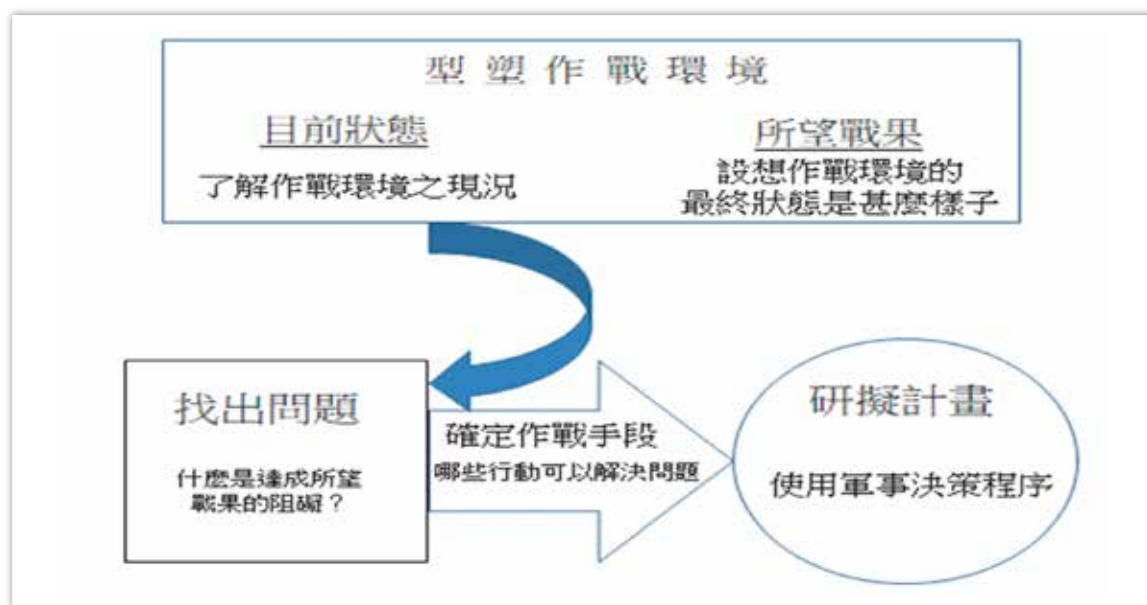 型塑作戰環境
目前狀態
了解作戰環境之現況
所望戰果
設想作戰環境的
最終狀態是甚麼樣子
找出問題
什麼是達成所望
戰果的阻礙？
確定作戰手段
哪些行動可以解決問題
研擬計畫
使用軍事決策程序